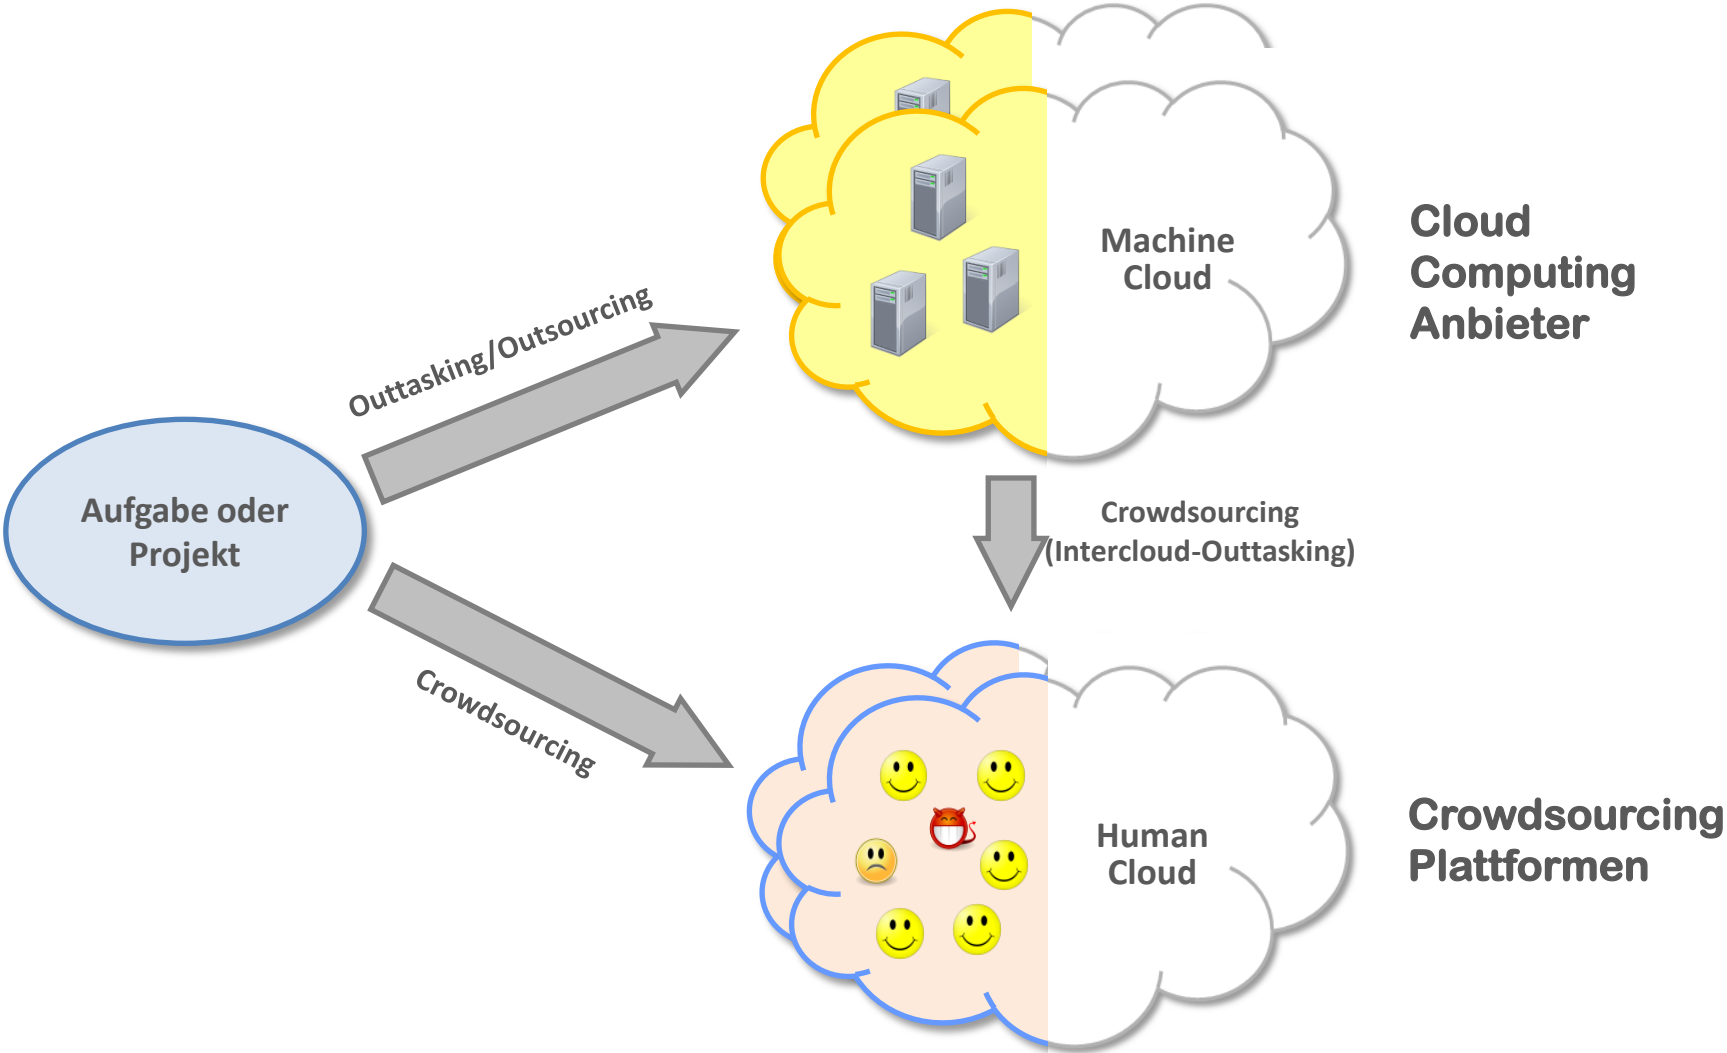 Machine
Cloud
Cloud
Computing
Anbieter
Outtasking/Outsourcing
Aufgabe oder
Projekt
Crowdsourcing
(Intercloud-Outtasking)
Crowdsourcing
Human
Cloud
Crowdsourcing
Plattformen